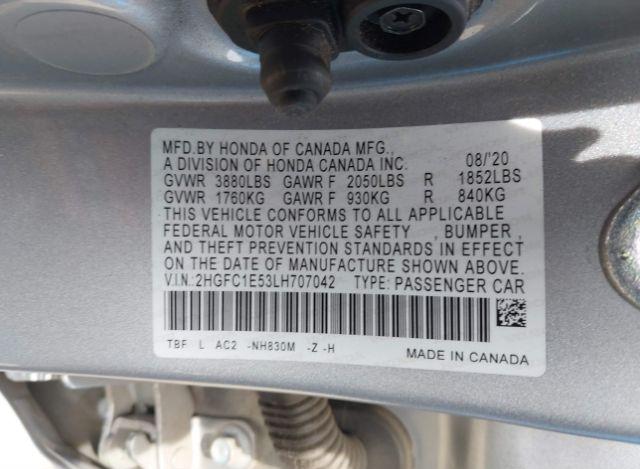 MFD.BY HONDA OF CANADA MFG.,
A DIVISION OF HONDA CANADA INC. 08/'20
GVWR 3880LBS GAWR F 2050LBS R 1852LBS
GVWR 1760KG GAWR F 930KG R 840KG
THIS VEHICLE CONFORMS TO ALL APPLICABLE
FEDERAL MOTOR VEHICLE SAFETY , BUMPER,
AND THEFT PREVENTION STANDARDS IN EFFECT
ON THE DATE OF MANUFACTURE SHOWN ABOVE.
V.I.N.:2HGFC1E53LH707042 TYPE: PASSENGER CAR
TBF L AC2 -NH830M -Z -H
MADE IN CANADA